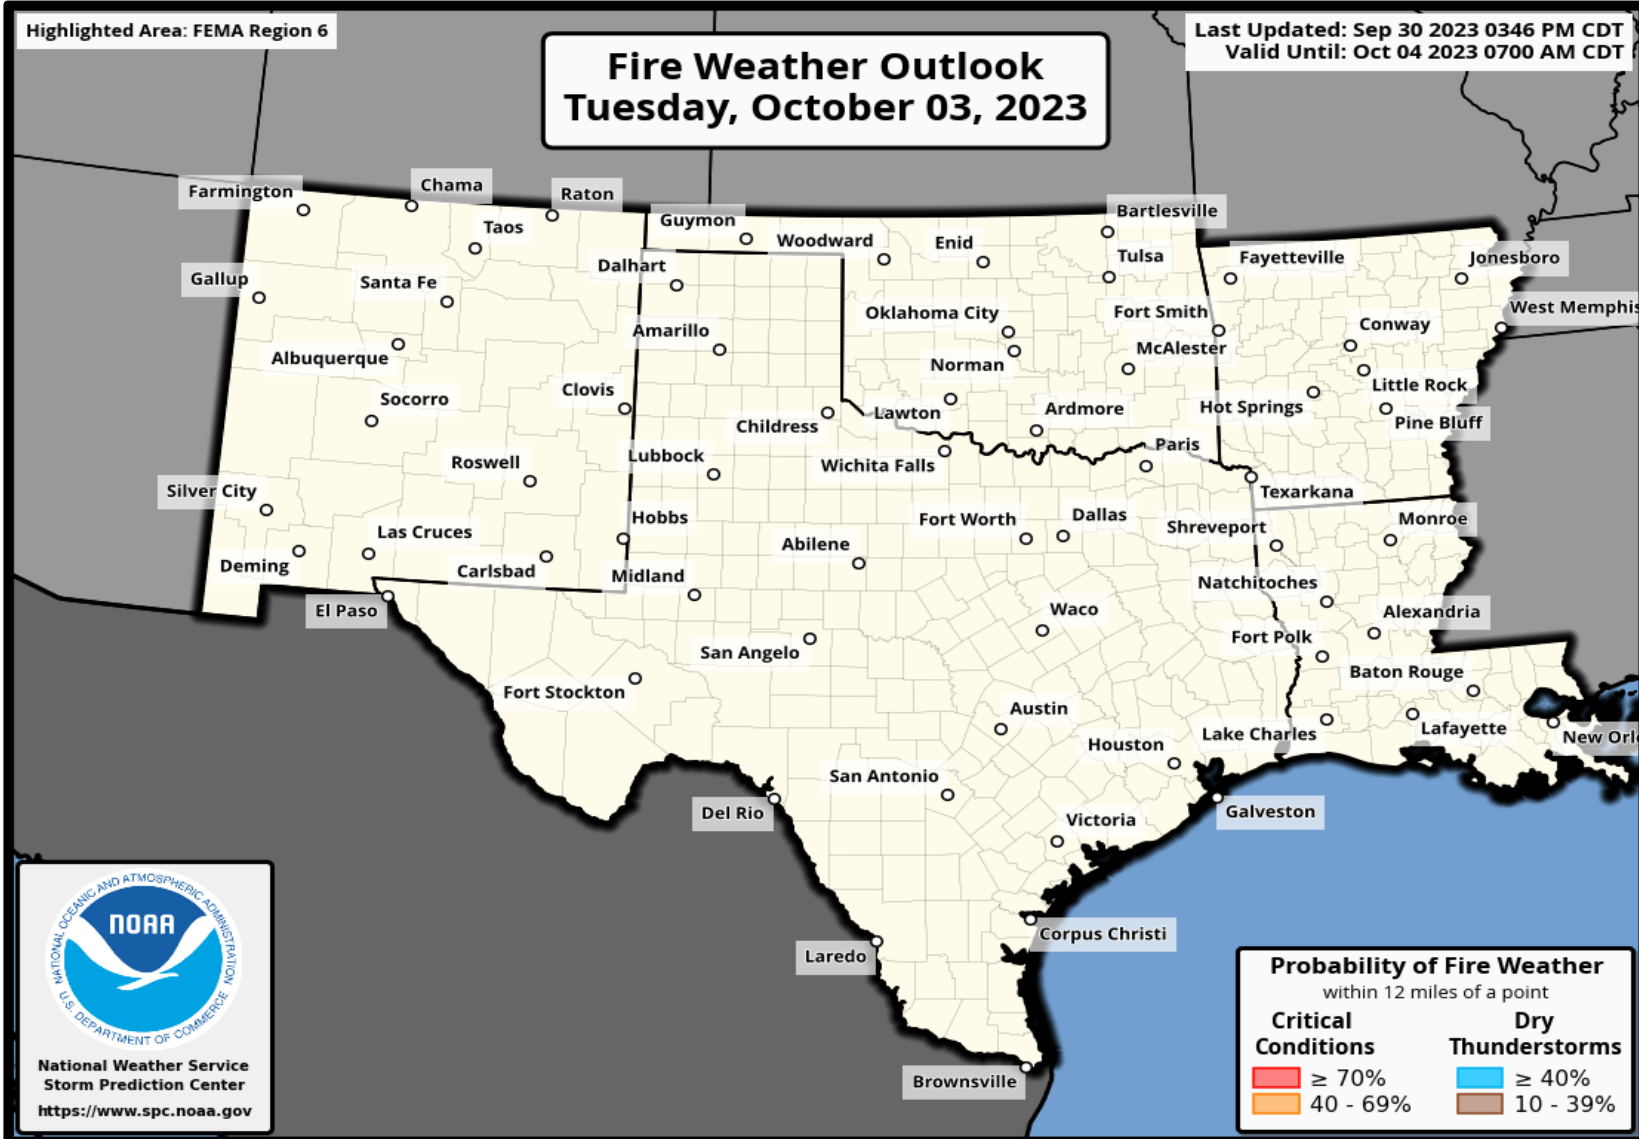 Highlighted Area: FEMA Region 6
Fire Weather Outlook
Tuesday, October 03, 2023
Last Updated: Sep 30 2023 0346 PM CDT
Valid Until: Oct 04 2023 0700 AM CDT
Farmington
Chama
Raton
Taos
Guymon
Woodward
Enid
Bartlesville
Tulsa
Fayetteville
Jonesboro
Gallup
Santa Fe
Dalhart
West Memphis
Oklahoma City
Fort Smith
Conway
Albuquerque
Amarillo
Norman
McAlester
Little Rock
Socorro
Clovis
Childress
Lawton
Ardmore
Hot Springs
Pine Bluff
Roswell
Lubbock
Wichita Falls
Paris
Silver City
Texarkana
Las Cruces
Hobbs
Fort Worth
Dallas
Shreveport
Monroe
Deming
Carlsbad
Midland
Abilene
Natchitoches
El Paso
Waco
Alexandria
San Angelo
Fort Polk
Fort Stockton
Baton Rouge
Austin
Houston
Lake Charles
Lafayette
New Orl
San Antonio
Del Rio
Victoria
Galveston
Corpus Christi
Laredo
Brownsville
NATIONAL OCEANIC AND ATMOSPHERIC ADMINISTRATION
NOAA
U.S. DEPARTMENT OF COMMERCE
National Weather Service
Storm Prediction Center
https://www.spc.noaa.gov
Probability of Fire Weather
within 12 miles of a point
Critical Conditions
≥ 70%
40 - 69%
Dry Thunderstorms
≥ 40%
10 - 39%